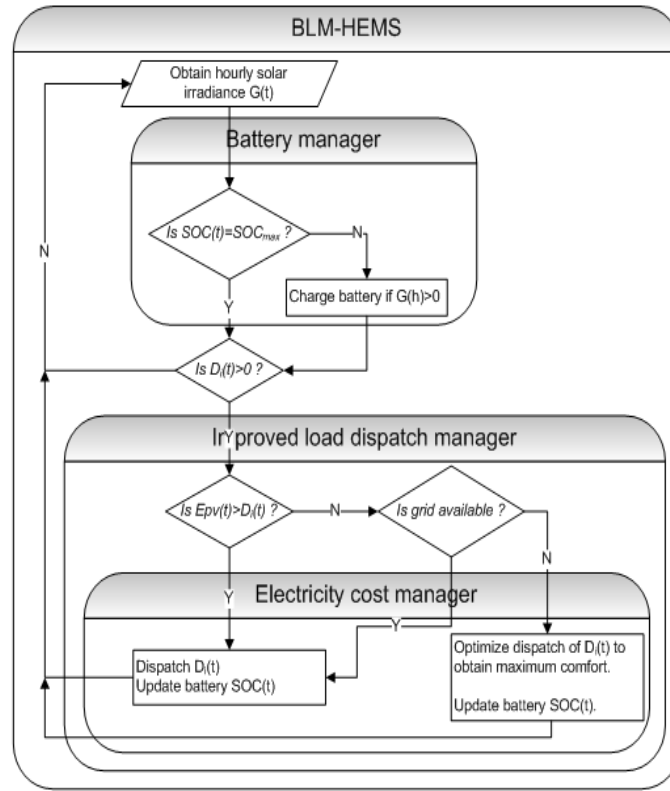 BLM-HEMS
Obtain hourly solar
irradiance G(t)
Battery manager
Is SOC(t)=SOCmax ?
N
N
Charge battery if G(h)>0
Y
Is Di(t)>0 ?
Improved load dispatch manager
Y
Is Epv(t)>Di(t) ?
N
Is grid available ?
N
Y
Electricity cost manager
Y
Dispatch Di(t)
Update battery SOC(t)
Optimize dispatch of Di(t) to
obtain maximum comfort.
Update battery SOC(t).